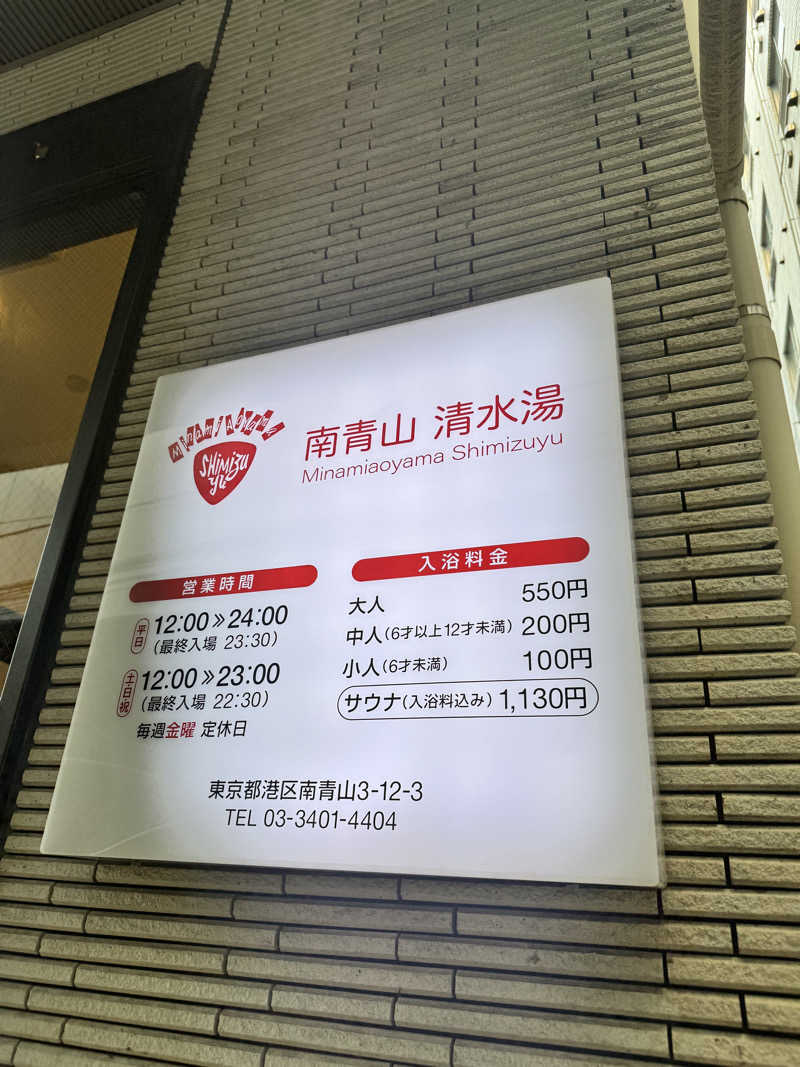 MinamiAoyama
SHiMiZU
YU
南青山 清水湯
Minamiaoyama Shimizuyu
営業時間
平日 12:00 » 24:00
(最終入場 23:30)
土・日・祝 12:00 » 23:00
(最終入場 22:30)
毎週金曜 定休日
入浴料金
大人 550円
中人(6才以上12才未満) 200円
小人(6才未満) 100円
サウナ(入浴料込み) 1,130円
東京都港区南青山3-12-3
TEL 03-3401-4404